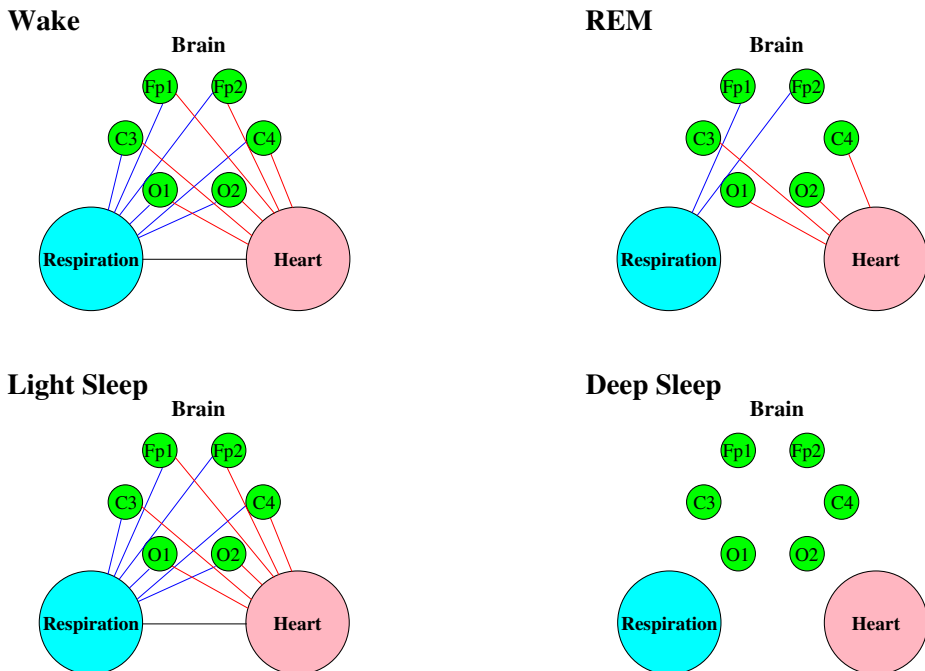 Wake
Brain
Fp1 Fp2
C3 C4
O1 O2
Respiration Heart
REM
Brain
Fp1 Fp2
C3 C4
O1 O2
Respiration Heart
Light Sleep
Brain
Fp1 Fp2
C3 C4
O1 O2
Respiration Heart
Deep Sleep
Brain
Fp1 Fp2
C3 C4
O1 O2
Respiration Heart